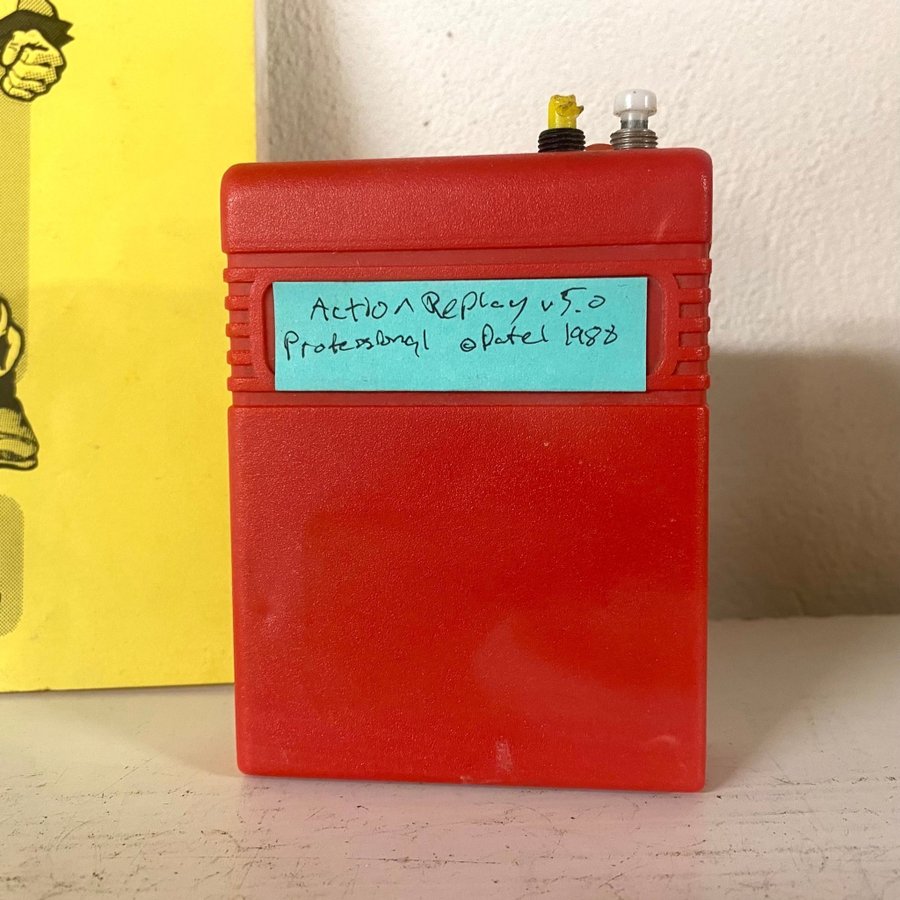 Action Replay v5.0
Professional ©Datel 1988